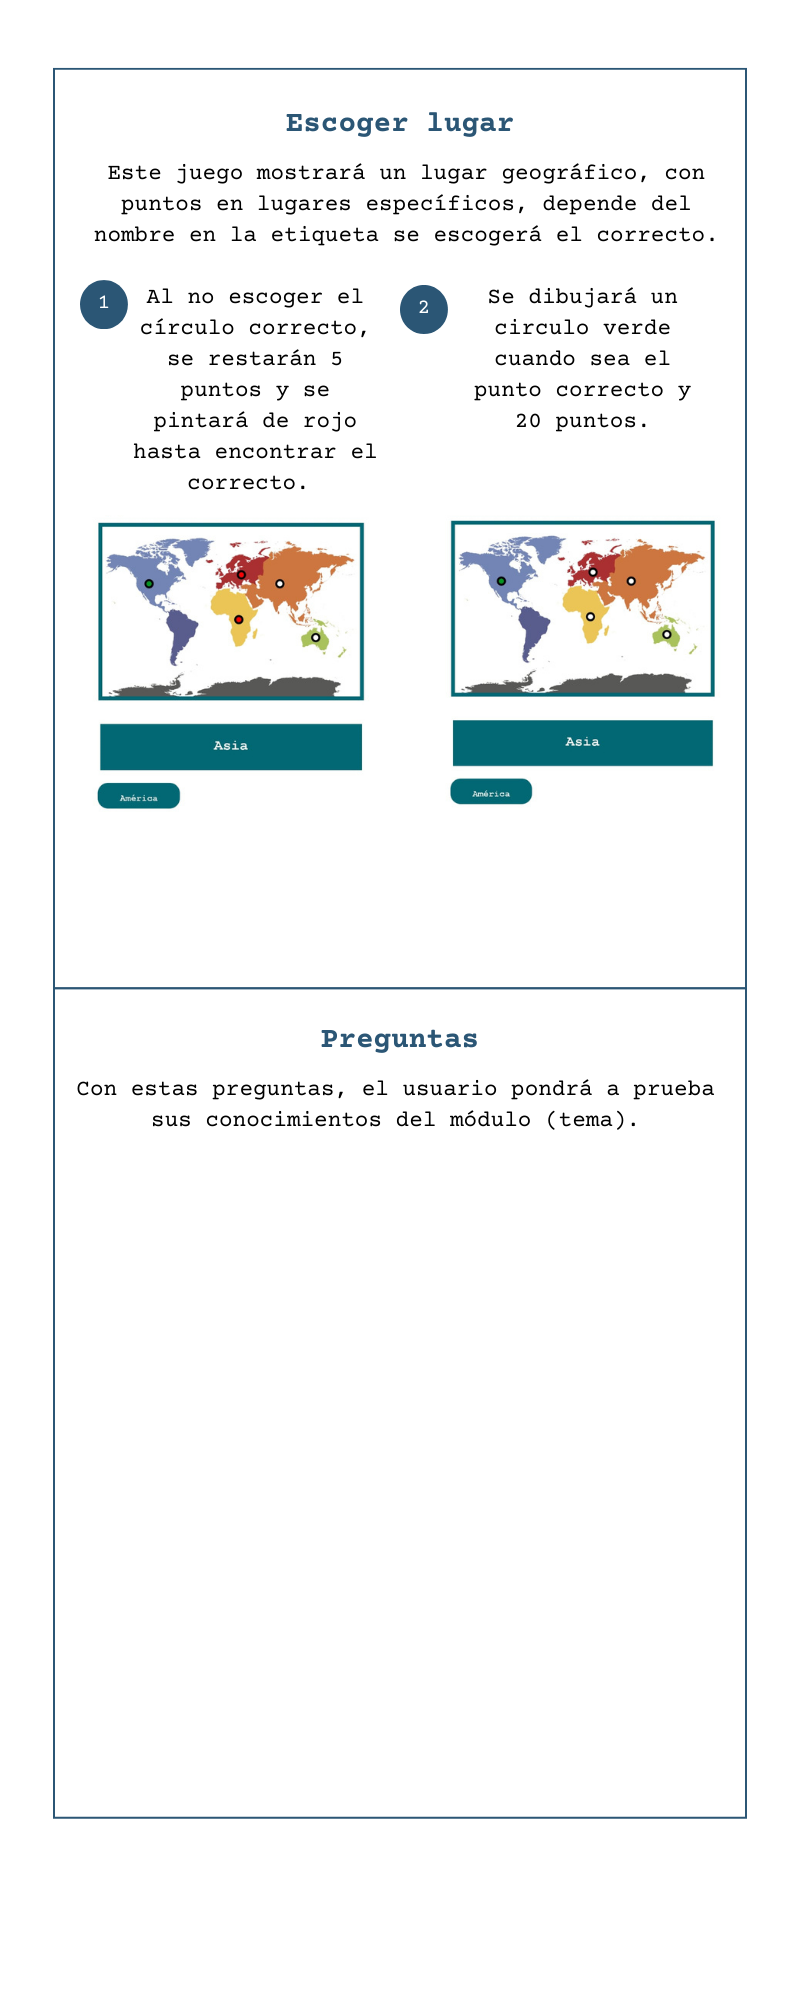 Escoger lugar
Este juego mostrará un lugar geográfico, con
puntos en lugares específicos, depende del
nombre en la etiqueta se escogerá el correcto.
1
Al no escoger el
círculo correcto,
se restarán 5
puntos y se
pintará de rojo
hasta encontrar el
correcto.
2
Se dibujará un
circulo verde
cuando sea el
punto correcto y
20 puntos.
Asia
América
Asia
América
Preguntas
Con estas preguntas, el usuario pondrá a prueba
sus conocimientos del módulo (tema).